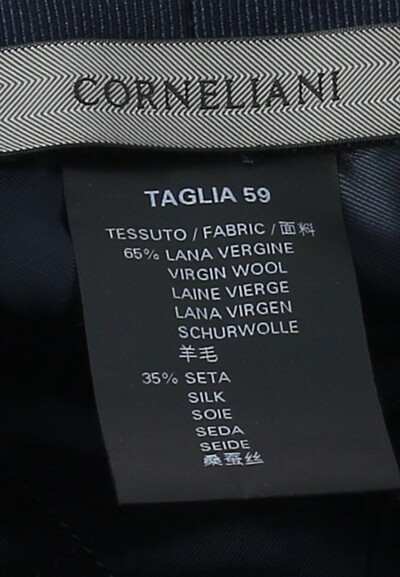 CORNELIANI
TAGLIA 59
TESSUTO / FABRIC / 面料
65% LANA VERGINE
VIRGIN WOOL
LAINE VIERGE
LANA VIRGEN
SCHURWOLLE
羊毛
35% SETA
SILK
SOIE
SEDA
SEIDE
桑蚕丝